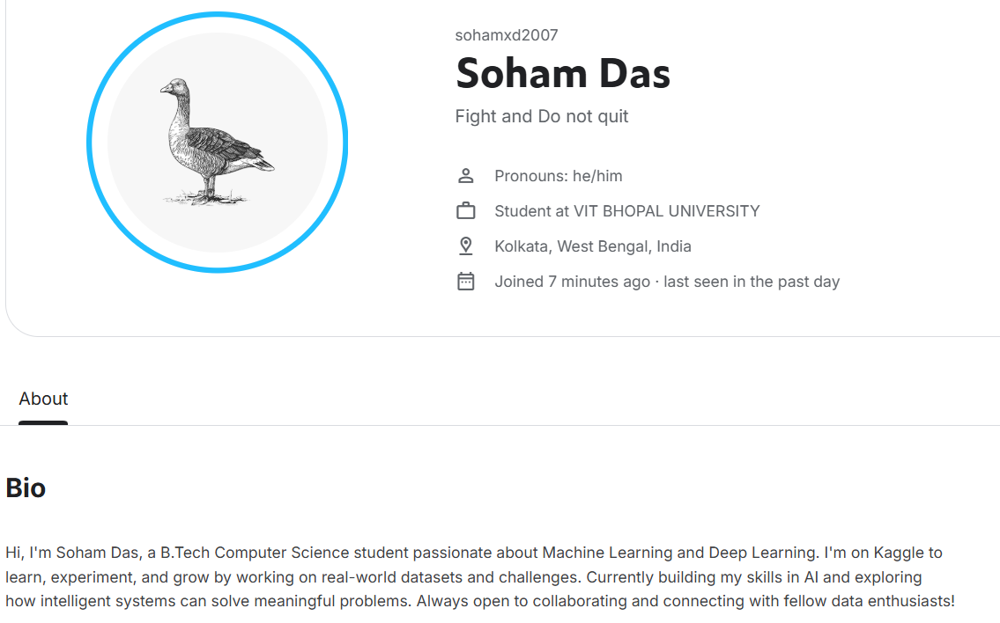 sohamxd2007
Soham Das
Fight and Do not quit
Pronouns: he/him
Student at VIT BHOPAL UNIVERSITY
Kolkata, West Bengal, India
Joined 7 minutes ago · last seen in the past day
About
Bio
Hi, I'm Soham Das, a B.Tech Computer Science student passionate about Machine Learning and Deep Learning. I'm on Kaggle to
learn, experiment, and grow by working on real-world datasets and challenges. Currently building my skills in AI and exploring
how intelligent systems can solve meaningful problems. Always open to collaborating and connecting with fellow data enthusiasts!